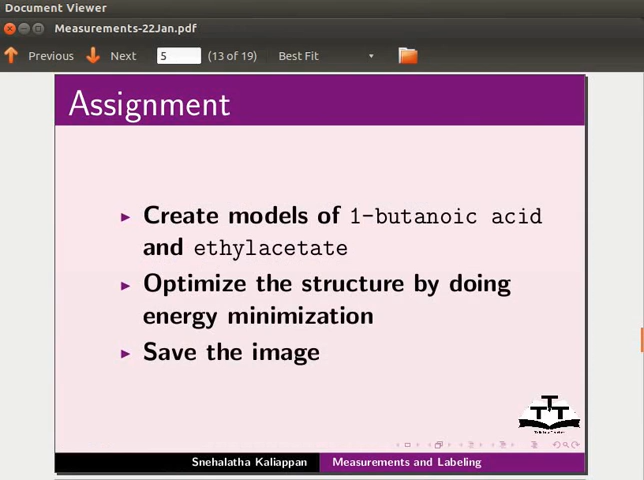 Document Viewer
Measurements-22Jan.pdf
Previous Next 5 (13 of 19) Best Fit
Assignment
Create models of 1-butanoic acid
and ethylacetate
Optimize the structure by doing
energy minimization
Save the image
Snehalatha Kaliappan Measurements and Labeling